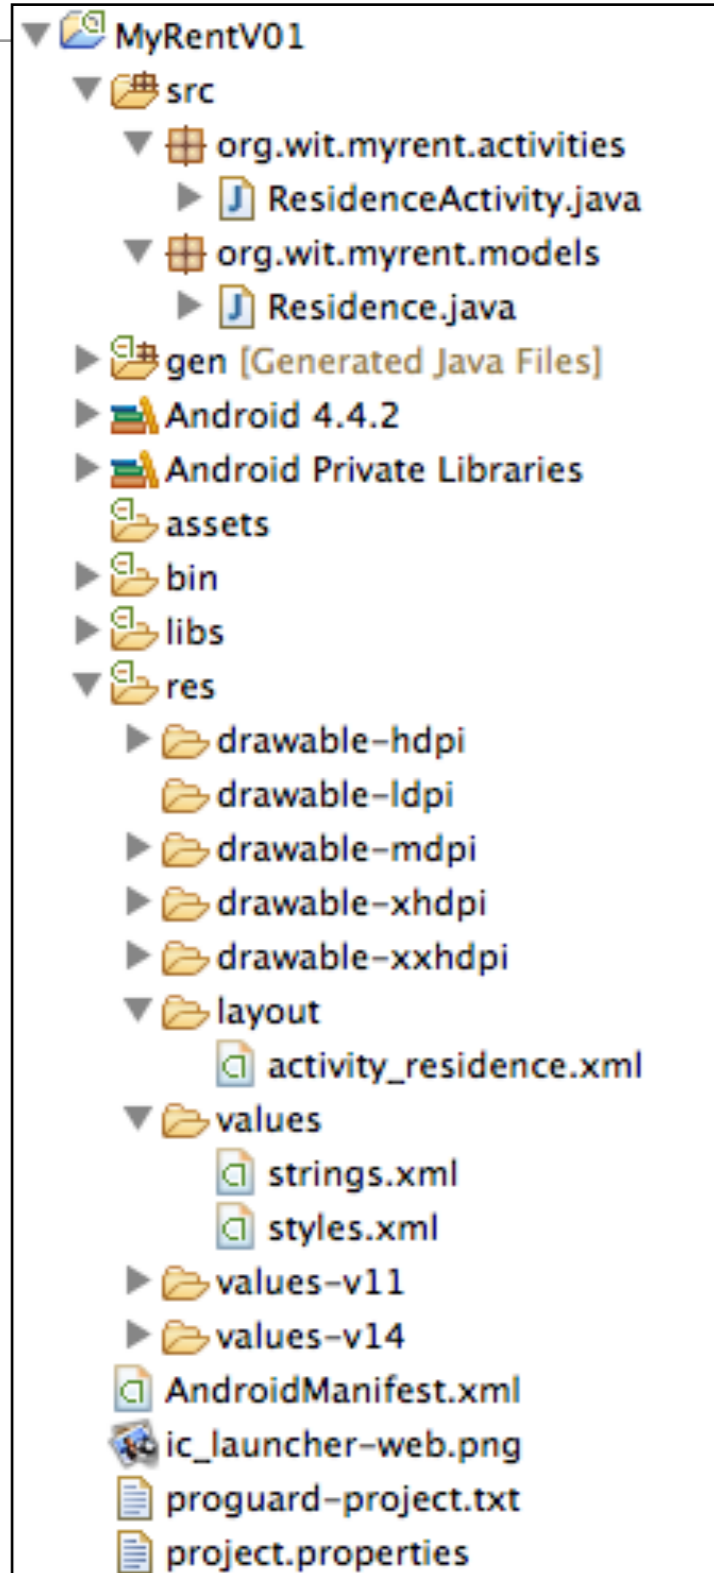 MyRentV01
src
org.wit.myrent.activities
ResidenceActivity.java
org.wit.myrent.models
Residence.java
gen [Generated Java Files]
Android 4.4.2
Android Private Libraries
assets
bin
libs
res
drawable-hdpi
drawable-ldpi
drawable-mdpi
drawable-xhdpi
drawable-xxhdpi
layout
activity_residence.xml
values
strings.xml
styles.xml
values-v11
values-v14
AndroidManifest.xml
ic_launcher-web.png
proguard-project.txt
project.properties